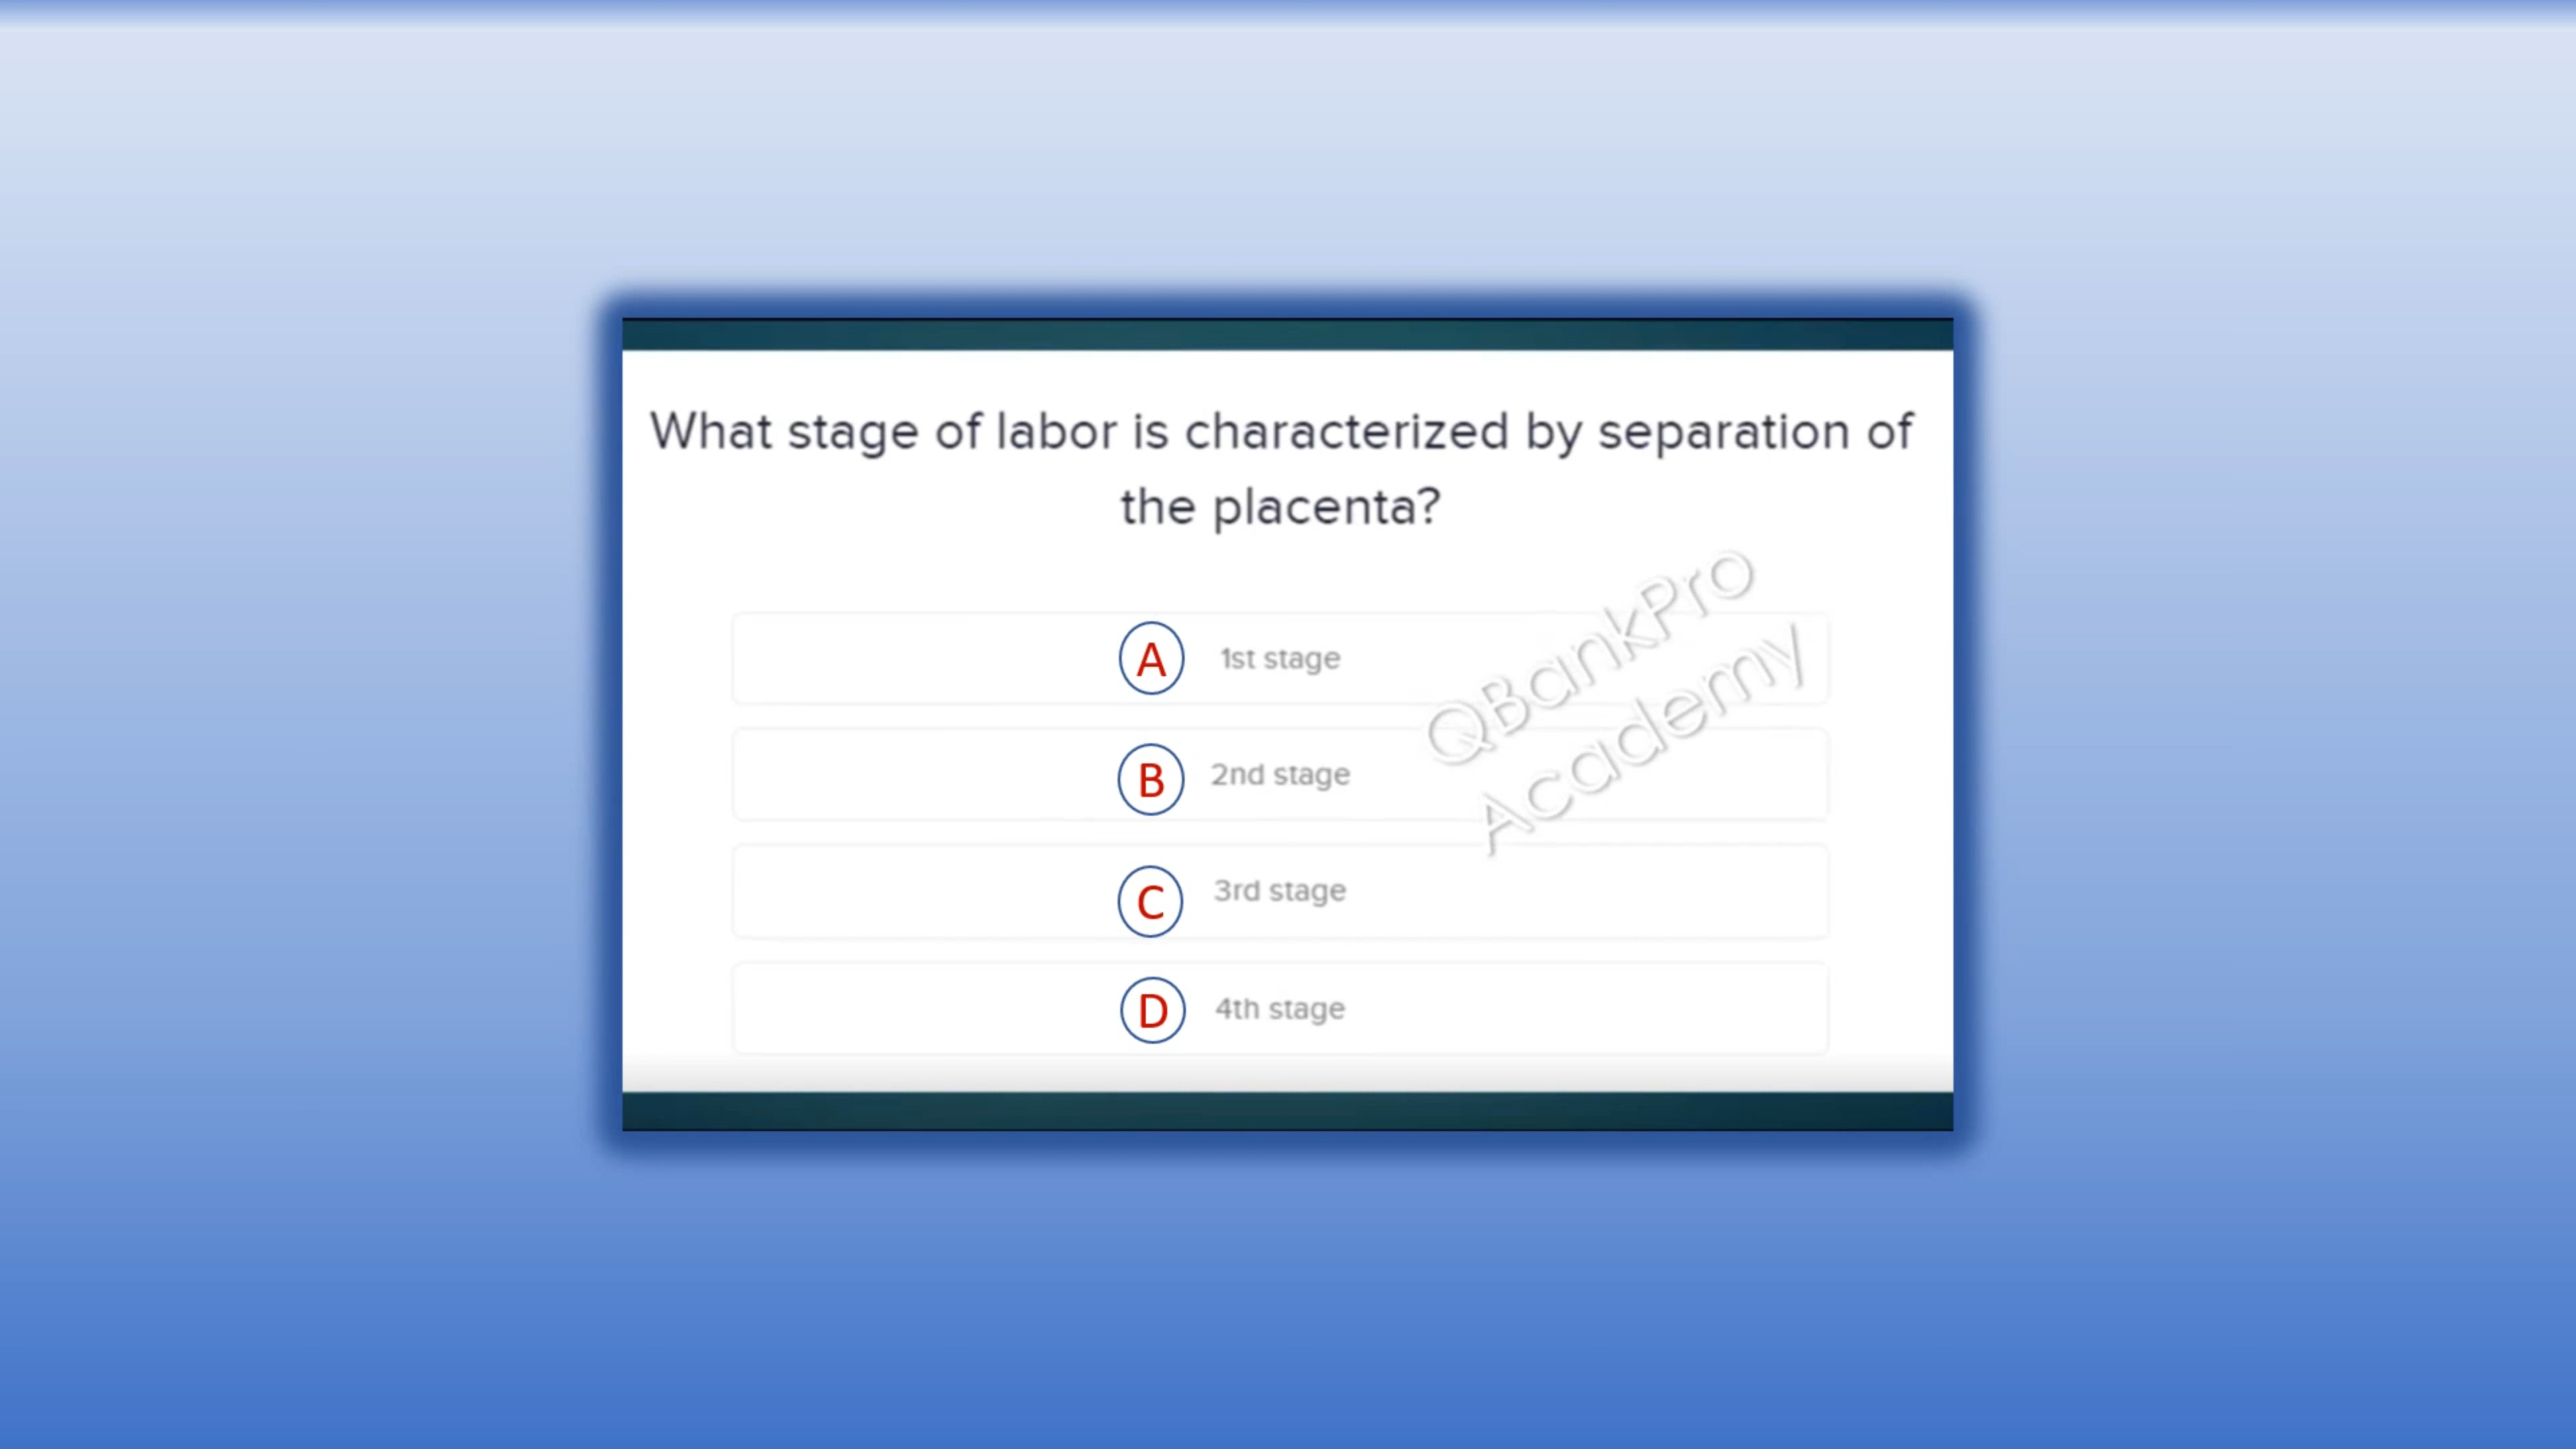 What stage of labor is characterized by separation of
the placenta?
A 1st stage
B 2nd stage
C 3rd stage
D 4th stage
QBankPro
Academy